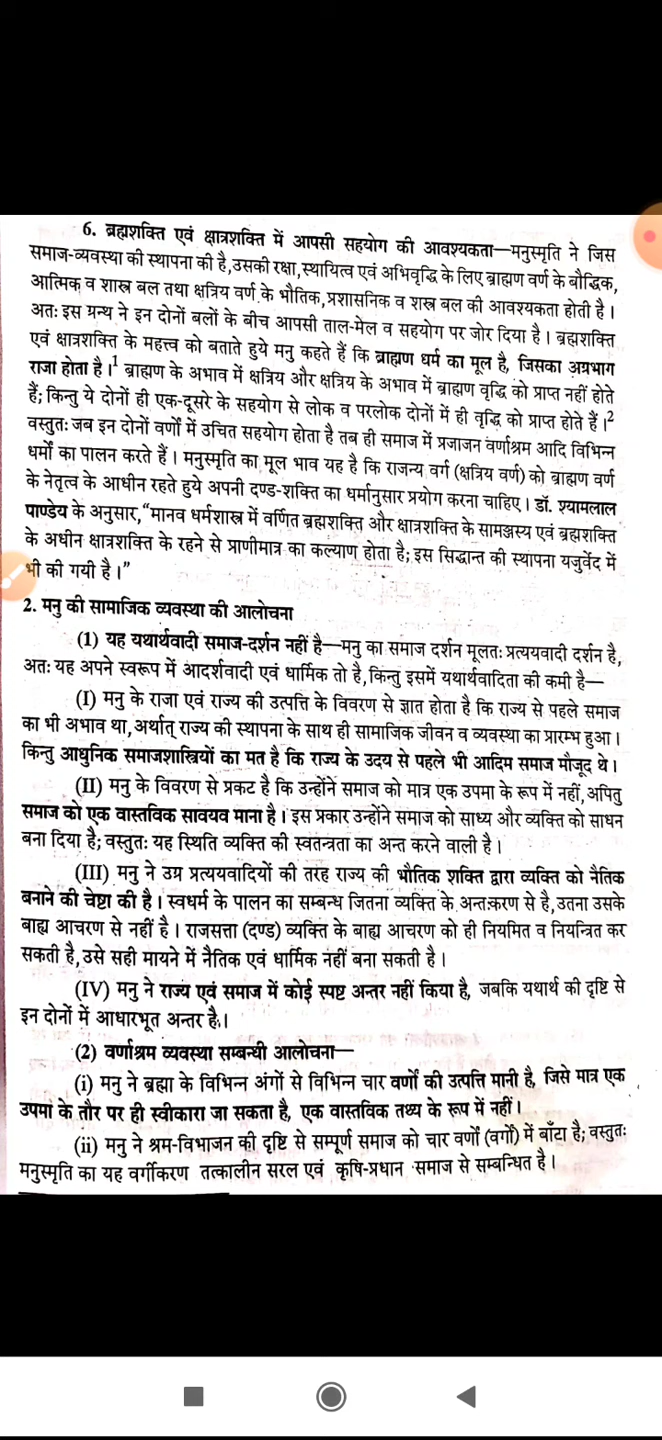 6. ब्रह्मशक्ति एवं क्षात्रशक्ति में आपसी सहयोग की आवश्यकता—मनुस्मृति ने जिस
समाज-व्यवस्था की स्थापना की है, उसकी रक्षा, स्थायित्व एवं अभिवृद्धि के लिए ब्राह्मण वर्ण के बौद्धिक,
आत्मिक व शास्त्र बल तथा क्षत्रिय वर्ण के भौतिक, प्रशासनिक व शस्त्र बल की आवश्यकता होती है।
अतः इस ग्रन्थ ने इन दोनों बलों के बीच आपसी ताल-मेल व सहयोग पर जोर दिया है। ब्रह्मशक्ति
एवं क्षात्रशक्ति के महत्त्व को बताते हुये मनु कहते हैं कि ब्राह्मण धर्म का मूल है, जिसका अग्रभाग
राजा होता है।1 ब्राह्मण के अभाव में क्षत्रिय और क्षत्रिय के अभाव में ब्राह्मण वृद्धि को प्राप्त नहीं होते
हैं; किन्तु ये दोनों ही एक-दूसरे के सहयोग से लोक व परलोक दोनों में ही वृद्धि को प्राप्त होते हैं।2
वस्तुतः जब इन दोनों वर्णों में उचित सहयोग होता है तब ही समाज में प्रजाजन वर्णाश्रम आदि विभिन्न
धर्मों का पालन करते हैं। मनुस्मृति का मूल भाव यह है कि राजन्य वर्ग (क्षत्रिय वर्ण) को ब्राह्मण वर्ण
के नेतृत्व के आधीन रहते हुये अपनी दण्ड-शक्ति का धर्मानुसार प्रयोग करना चाहिए। डॉ. श्यामलाल
पाण्डेय के अनुसार, “मानव धर्मशास्त्र में वर्णित ब्रह्मशक्ति और क्षात्रशक्ति के सामञ्जस्य एवं ब्रह्मशक्ति
के अधीन क्षात्रशक्ति के रहने से प्राणीमात्र का कल्याण होता है; इस सिद्धान्त की स्थापना यजुर्वेद में
भी की गयी है।”
2. मनु की सामाजिक व्यवस्था की आलोचना
(1) यह यथार्थवादी समाज-दर्शन नहीं है—मनु का समाज दर्शन मूलतः प्रत्ययवादी दर्शन है,
अतः यह अपने स्वरूप में आदर्शवादी एवं धार्मिक तो है, किन्तु इसमें यथार्थवादिता की कमी है—
(I) मनु के राजा एवं राज्य की उत्पत्ति के विवरण से ज्ञात होता है कि राज्य से पहले समाज
का भी अभाव था, अर्थात् राज्य की स्थापना के साथ ही सामाजिक जीवन व व्यवस्था का प्रारम्भ हुआ।
किन्तु आधुनिक समाजशास्त्रियों का मत है कि राज्य के उदय से पहले भी आदिम समाज मौजूद थे।
(II) मनु के विवरण से प्रकट है कि उन्होंने समाज को मात्र एक उपमा के रूप में नहीं, अपितु
समाज को एक वास्तविक सावयव माना है। इस प्रकार उन्होंने समाज को साध्य और व्यक्ति को साधन
बना दिया है; वस्तुतः यह स्थिति व्यक्ति की स्वतन्त्रता का अन्त करने वाली है।
(III) मनु ने उग्र प्रत्ययवादियों की तरह राज्य की भौतिक शक्ति द्वारा व्यक्ति को नैतिक
बनाने की चेष्टा की है। स्वधर्म के पालन का सम्बन्ध जितना व्यक्ति के अन्तःकरण से है, उतना उसके
बाह्य आचरण से नहीं है। राजसत्ता (दण्ड) व्यक्ति के बाह्य आचरण को ही नियमित व नियन्त्रित कर
सकती है, उसे सही मायने में नैतिक एवं धार्मिक नहीं बना सकती है।
(IV) मनु ने राज्य एवं समाज में कोई स्पष्ट अन्तर नहीं किया है, जबकि यथार्थ की दृष्टि से
इन दोनों में आधारभूत अन्तर है।
(2) वर्णाश्रम व्यवस्था सम्बन्धी आलोचना—
(i) मनु ने ब्रह्मा के विभिन्न अंगों से विभिन्न चार वर्णों की उत्पत्ति मानी है, जिसे मात्र एक
उपमा के तौर पर ही स्वीकारा जा सकता है, एक वास्तविक तथ्य के रूप में नहीं।
(ii) मनु ने श्रम-विभाजन की दृष्टि से सम्पूर्ण समाज को चार वर्णों (वर्गों) में बाँटा है; वस्तुतः
मनुस्मृति का यह वर्गीकरण तत्कालीन सरल एवं कृषि-प्रधान समाज से सम्बन्धित है।